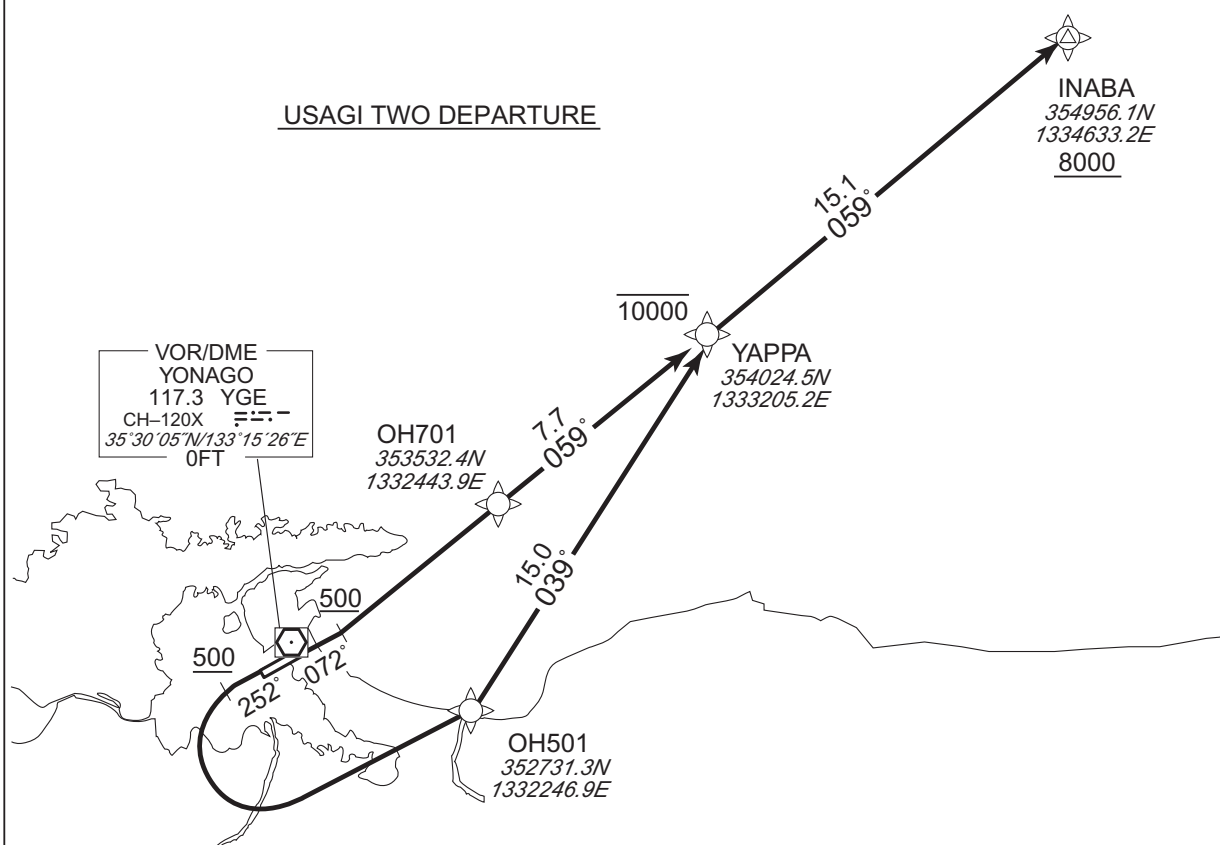 USAGI TWO DEPARTURE
INABA
354956.1N
1334633.2E
8000
15.1
059°
10000
YAPPA
354024.5N
1333205.2E
VOR/DME
YONAGO
117.3 YGE
CH–120X
35°30′05″N/133°15′26″E
0FT
OH701
353532.4N
1332443.9E
7.7
059°
15.0
039°
500
500
072°
252°
OH501
352731.3N
1332246.9E